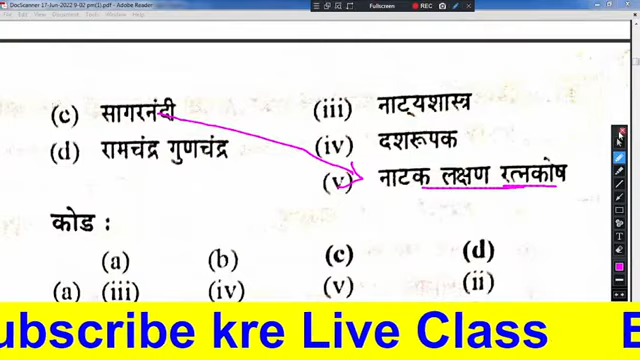 DocScanner 17-Jun-2022 9-02 pm(1).pdf - Adobe Reader
Fullscreen REC
(c) सागरनंदी (iii) नाट्यशास्त्र
(d) रामचंद्र गुणचंद्र (iv) दशरूपक
(v) नाटक लक्षण रत्नकोष
कोड :
(a) (b) (c) (d)
(a) (iii) (iv) (v) (ii)
ubscribe kre Live Class E